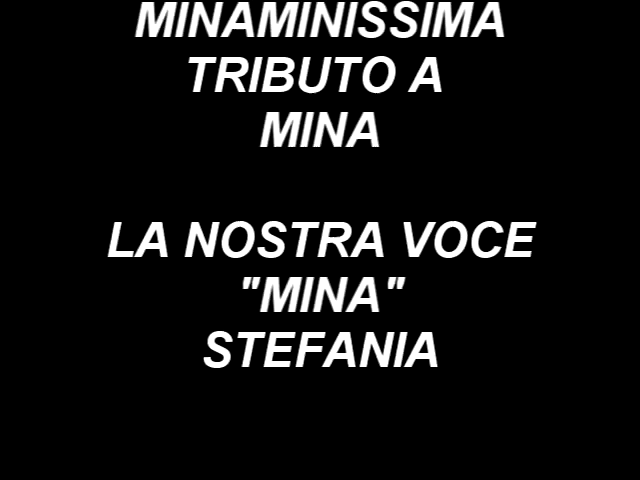 MINAMINISSIMA
TRIBUTO A
MINA
LA NOSTRA VOCE
"MINA"
STEFANIA